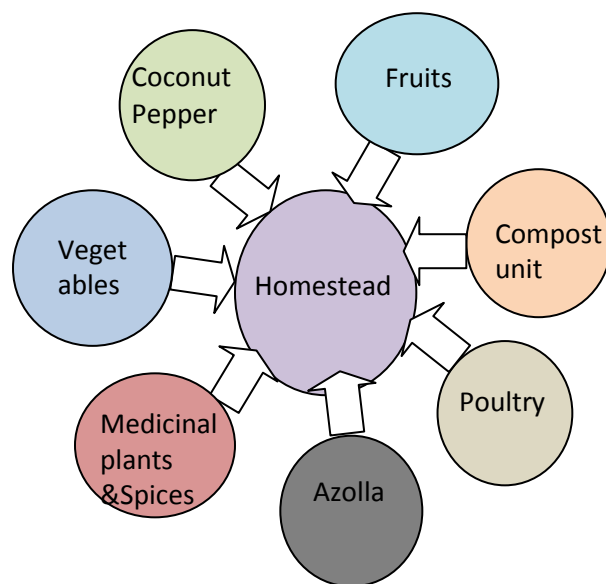 Coconut
Pepper
Fruits
Veget
ables
Homestead
Compost
unit
Medicinal
plants
&Spices
Azolla
Poultry